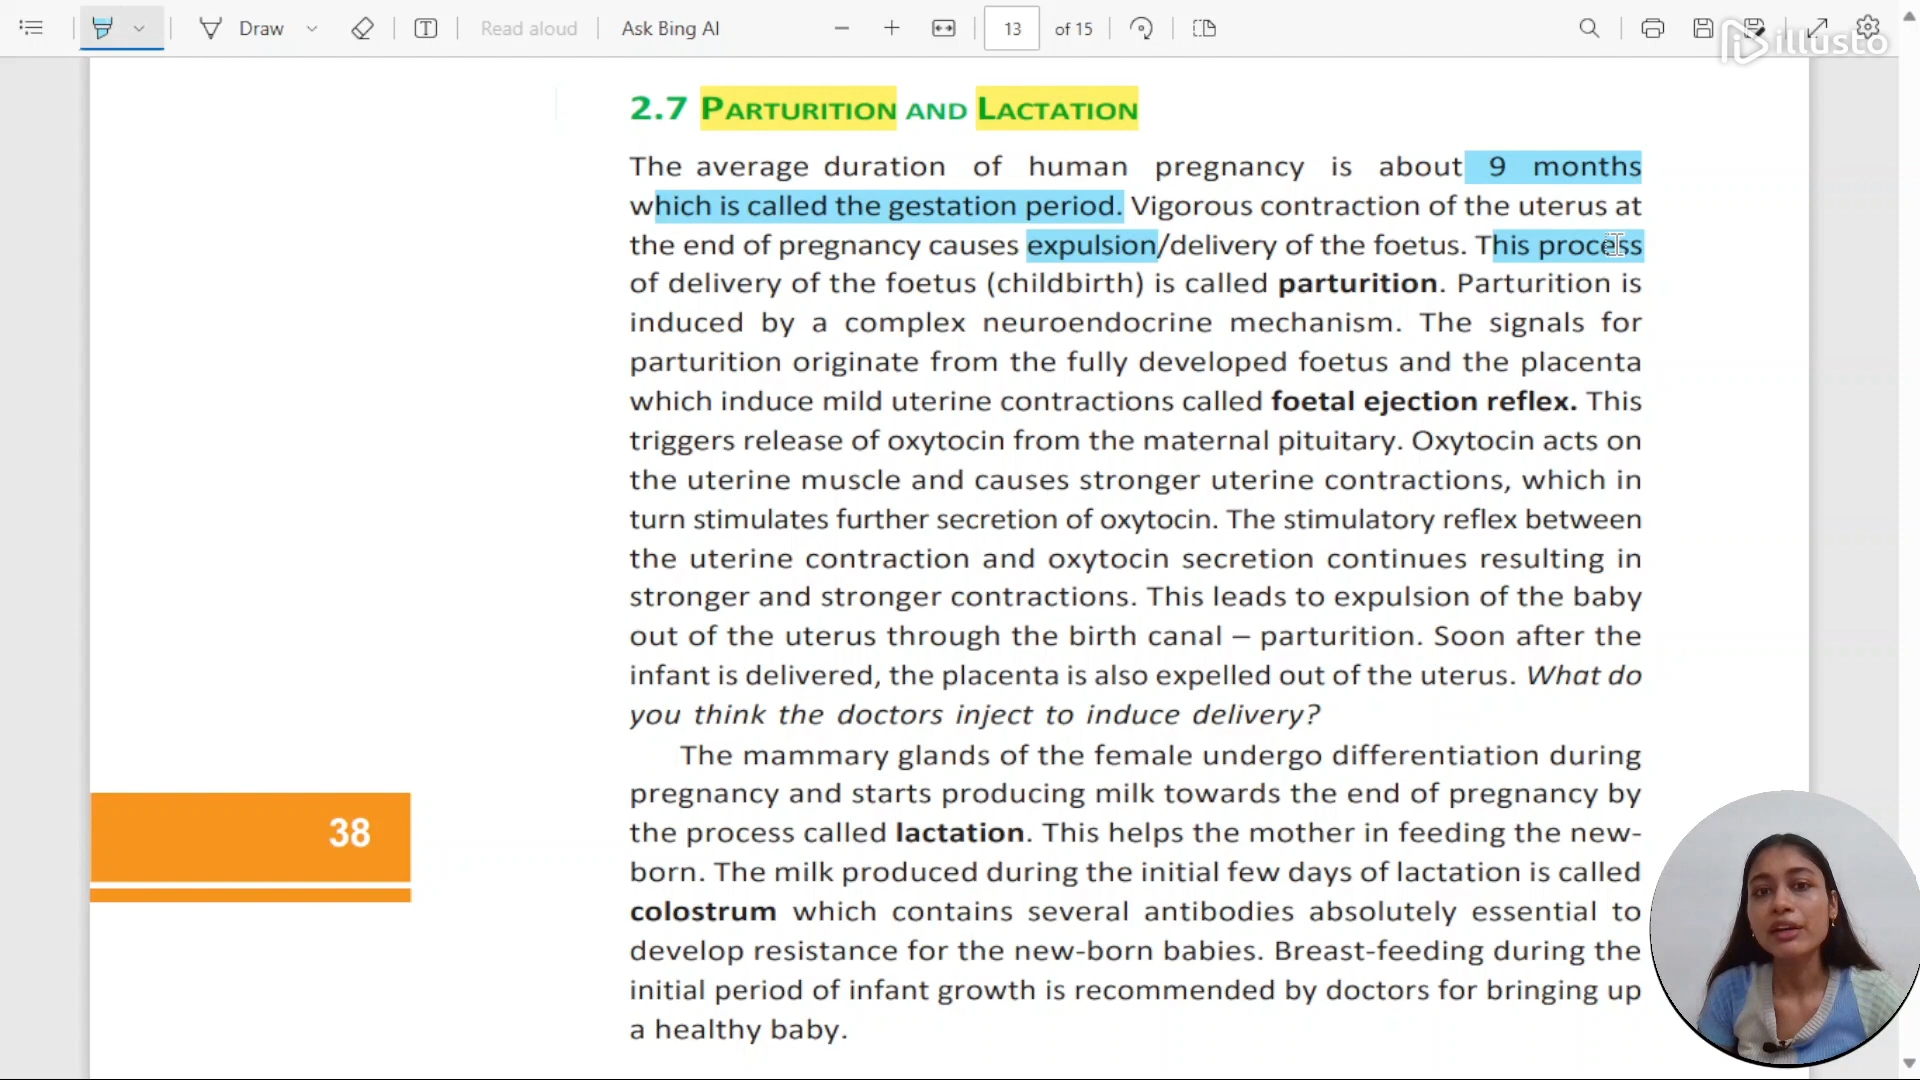 Draw
Read aloud
Ask Bing AI
13
of 15
illusto
2.7 PARTURITION AND LACTATION
The average duration of human pregnancy is about 9 months
which is called the gestation period. Vigorous contraction of the uterus at
the end of pregnancy causes expulsion/delivery of the foetus. This process
of delivery of the foetus (childbirth) is called parturition. Parturition is
induced by a complex neuroendocrine mechanism. The signals for
parturition originate from the fully developed foetus and the placenta
which induce mild uterine contractions called foetal ejection reflex. This
triggers release of oxytocin from the maternal pituitary. Oxytocin acts on
the uterine muscle and causes stronger uterine contractions, which in
turn stimulates further secretion of oxytocin. The stimulatory reflex between
the uterine contraction and oxytocin secretion continues resulting in
stronger and stronger contractions. This leads to expulsion of the baby
out of the uterus through the birth canal – parturition. Soon after the
infant is delivered, the placenta is also expelled out of the uterus. What do
you think the doctors inject to induce delivery?
The mammary glands of the female undergo differentiation during
pregnancy and starts producing milk towards the end of pregnancy by
the process called lactation. This helps the mother in feeding the new-
born. The milk produced during the initial few days of lactation is called
colostrum which contains several antibodies absolutely essential to
develop resistance for the new-born babies. Breast-feeding during the
initial period of infant growth is recommended by doctors for bringing up
a healthy baby.
38